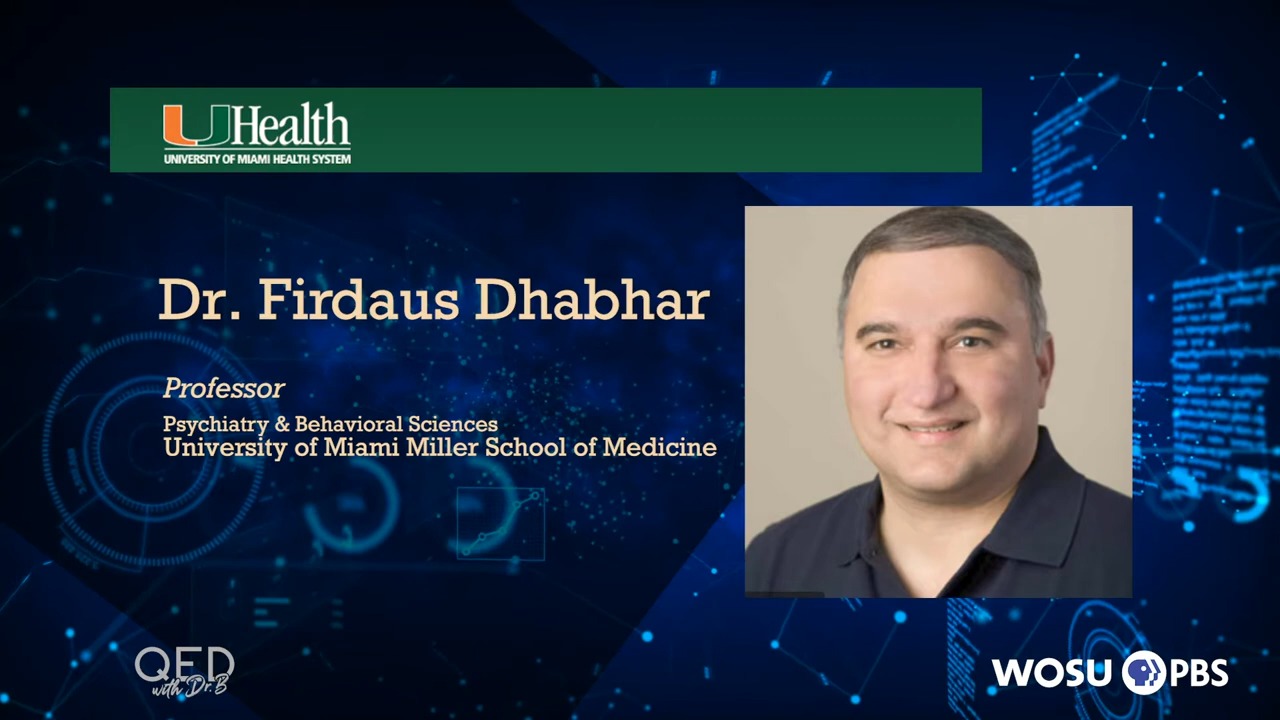 UHealth
UNIVERSITY OF MIAMI HEALTH SYSTEM
Dr. Firdaus Dhabhar
Professor
Psychiatry & Behavioral Sciences
University of Miami Miller School of Medicine
QED
with Dr. B
WOSU PBS